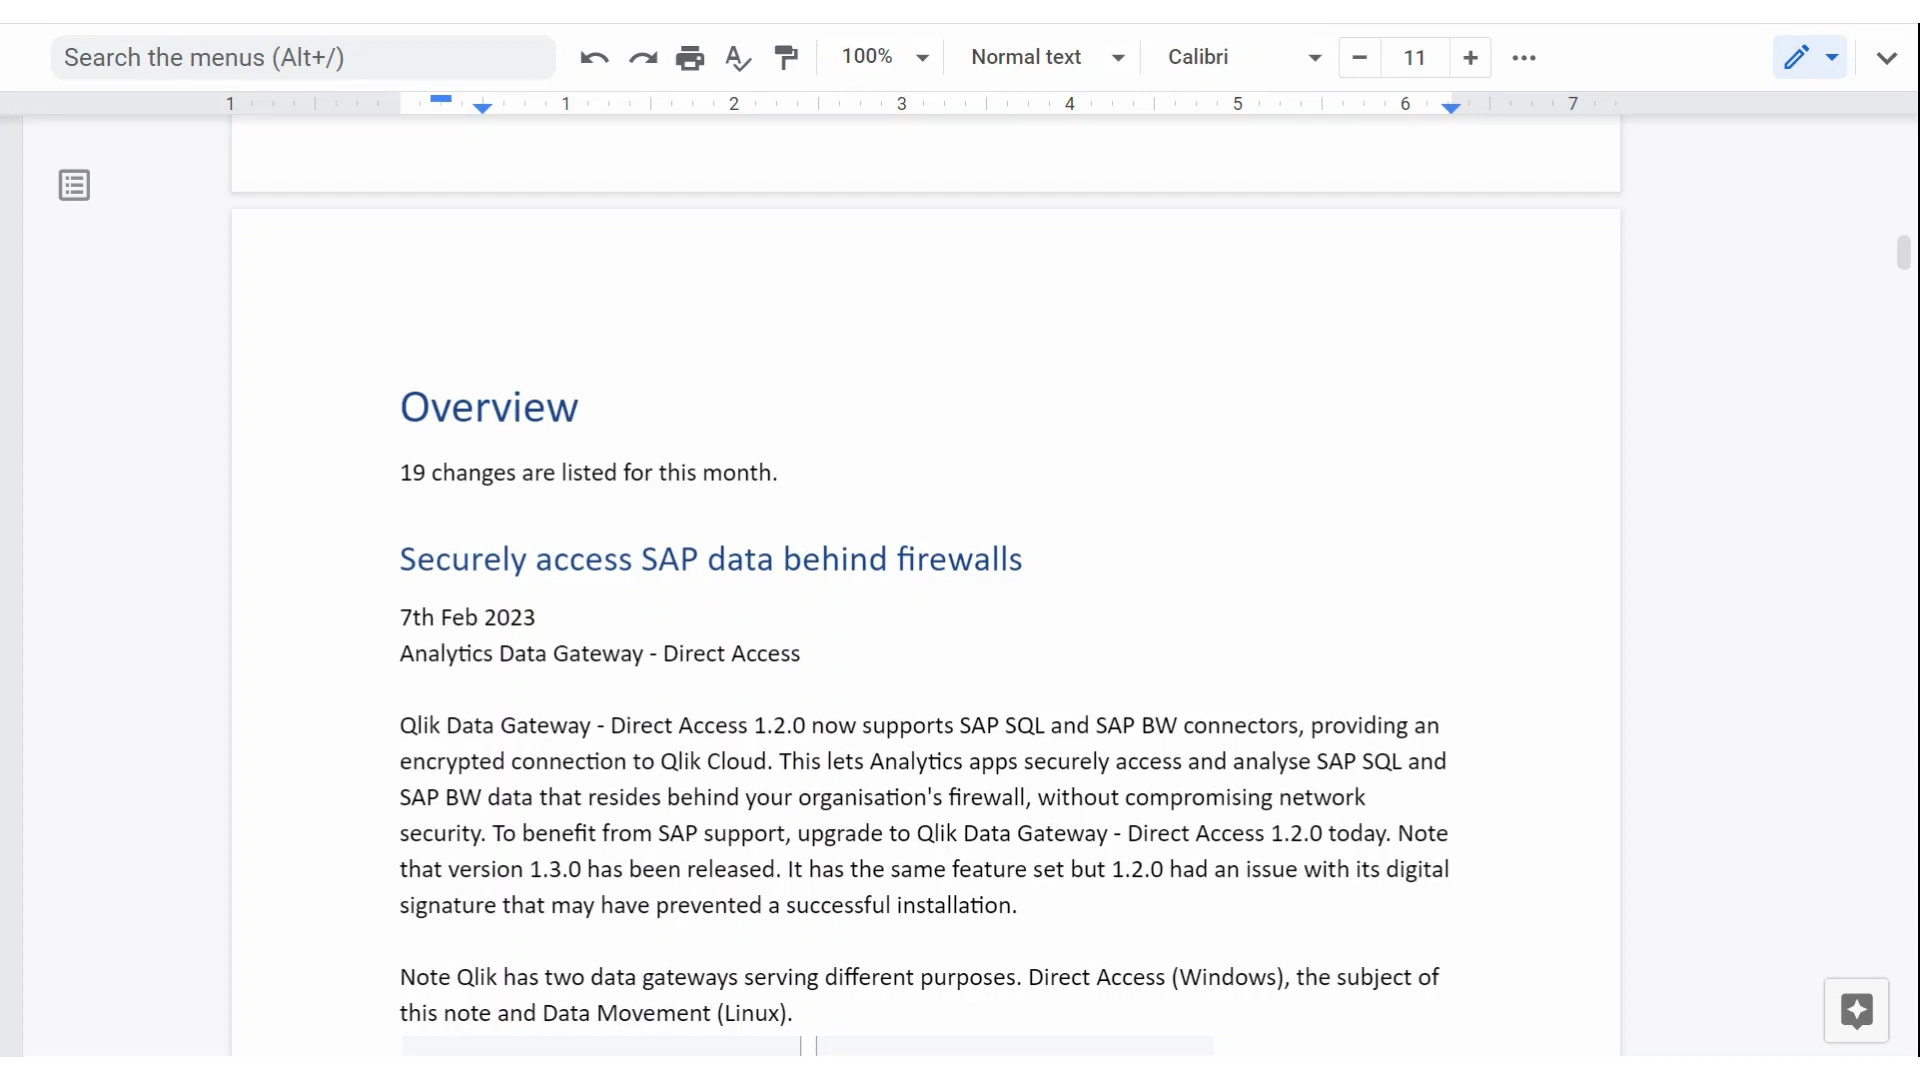 Search the menus (Alt+/)
100%
Normal text
Calibri
11
1 1 2 3 4 5 6 7
Overview
19 changes are listed for this month.
Securely access SAP data behind firewalls
7th Feb 2023
Analytics Data Gateway - Direct Access
Qlik Data Gateway - Direct Access 1.2.0 now supports SAP SQL and SAP BW connectors, providing an
encrypted connection to Qlik Cloud. This lets Analytics apps securely access and analyse SAP SQL and
SAP BW data that resides behind your organisation's firewall, without compromising network
security. To benefit from SAP support, upgrade to Qlik Data Gateway - Direct Access 1.2.0 today. Note
that version 1.3.0 has been released. It has the same feature set but 1.2.0 had an issue with its digital
signature that may have prevented a successful installation.
Note Qlik has two data gateways serving different purposes. Direct Access (Windows), the subject of
this note and Data Movement (Linux).